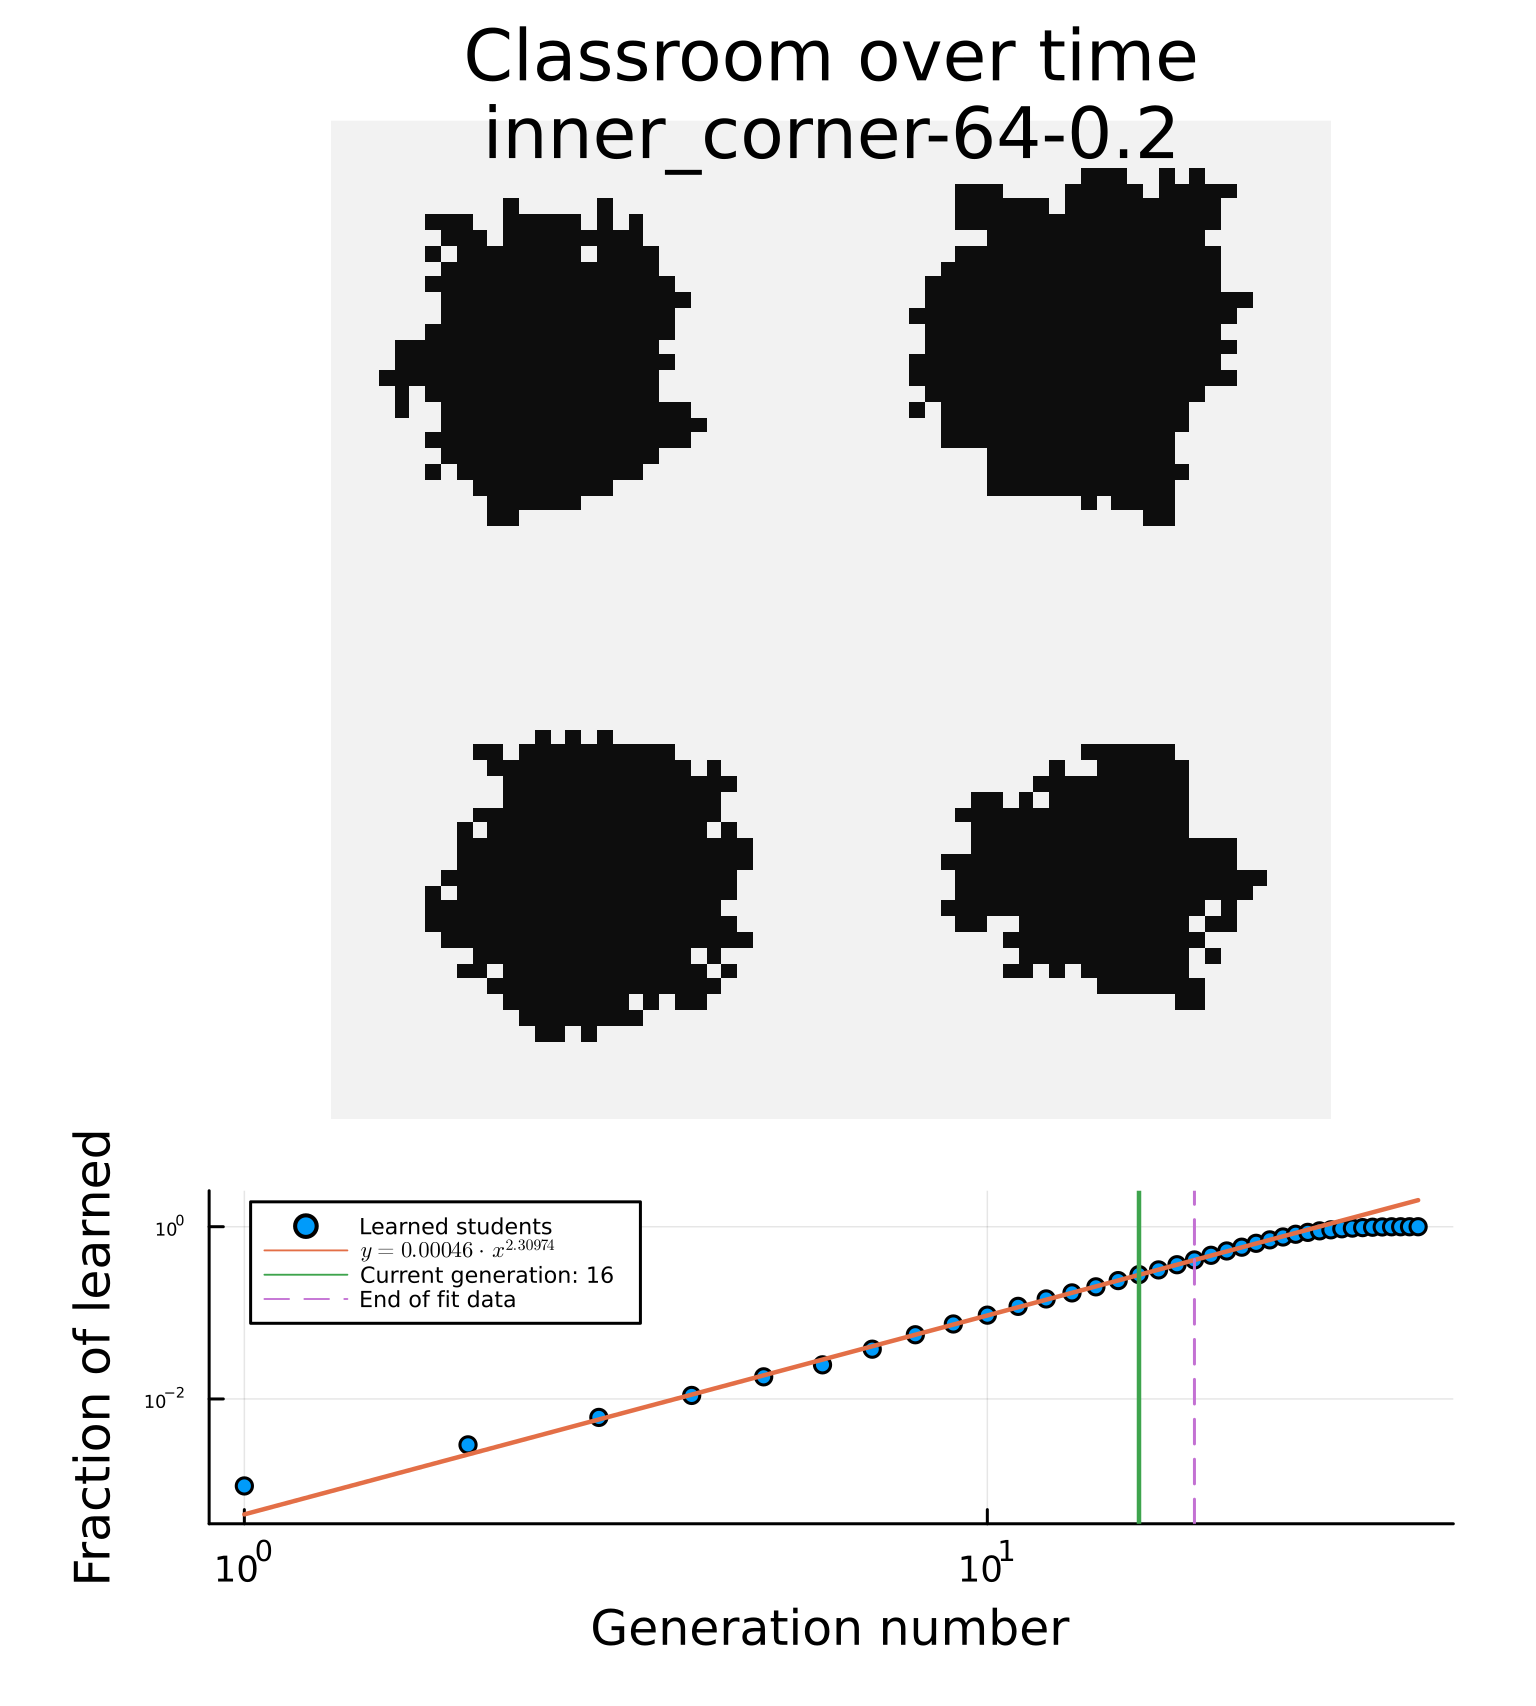 Classroom over time
inner_corner-64-0.2
Fraction of learned
10^0
10^-2
Learned students
y = 0.00046 · x^2.30974
Current generation: 16
End of fit data
10^0
10^1
Generation number